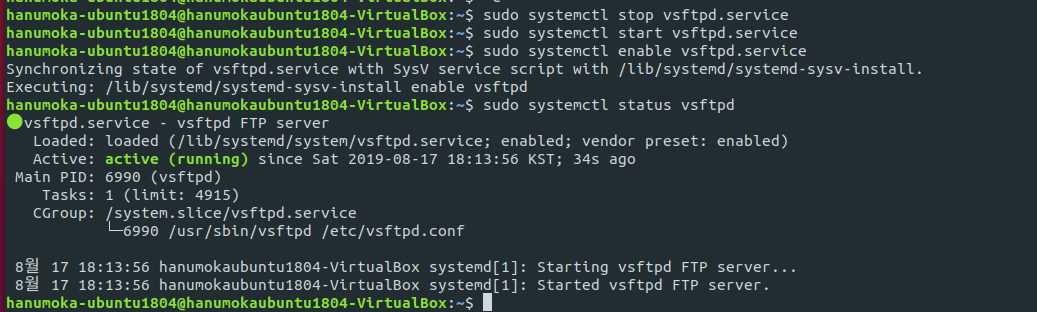 hanumoka-ubuntu1804@hanumokaubuntu1804-VirtualBox:~$ sudo systemctl stop vsftpd.service
hanumoka-ubuntu1804@hanumokaubuntu1804-VirtualBox:~$ sudo systemctl start vsftpd.service
hanumoka-ubuntu1804@hanumokaubuntu1804-VirtualBox:~$ sudo systemctl enable vsftpd.service
Synchronizing state of vsftpd.service with SysV service script with /lib/systemd/systemd-sysv-install.
Executing: /lib/systemd/systemd-sysv-install enable vsftpd
hanumoka-ubuntu1804@hanumokaubuntu1804-VirtualBox:~$ sudo systemctl status vsftpd
●vsftpd.service - vsftpd FTP server
   Loaded: loaded (/lib/systemd/system/vsftpd.service; enabled; vendor preset: enabled)
   Active: active (running) since Sat 2019-08-17 18:13:56 KST; 34s ago
 Main PID: 6990 (vsftpd)
    Tasks: 1 (limit: 4915)
   CGroup: /system.slice/vsftpd.service
           └─6990 /usr/sbin/vsftpd /etc/vsftpd.conf
 8월 17 18:13:56 hanumokaubuntu1804-VirtualBox systemd[1]: Starting vsftpd FTP server...
 8월 17 18:13:56 hanumokaubuntu1804-VirtualBox systemd[1]: Started vsftpd FTP server.
hanumoka-ubuntu1804@hanumokaubuntu1804-VirtualBox:~$